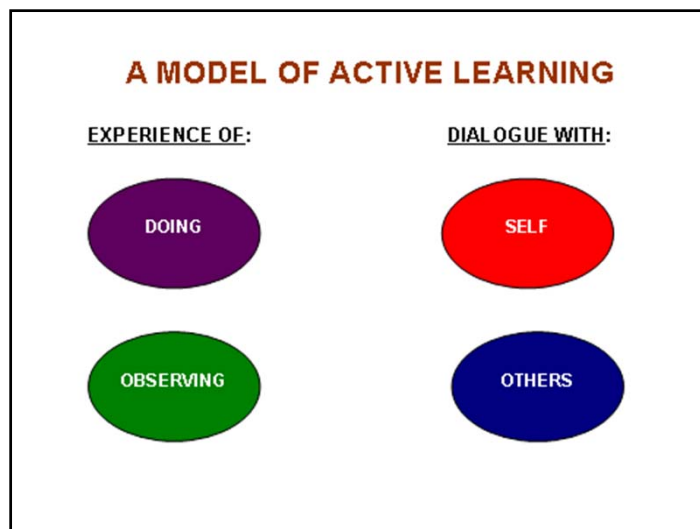 A MODEL OF ACTIVE LEARNING
EXPERIENCE OF:
DIALOGUE WITH:
DOING
SELF
OBSERVING
OTHERS